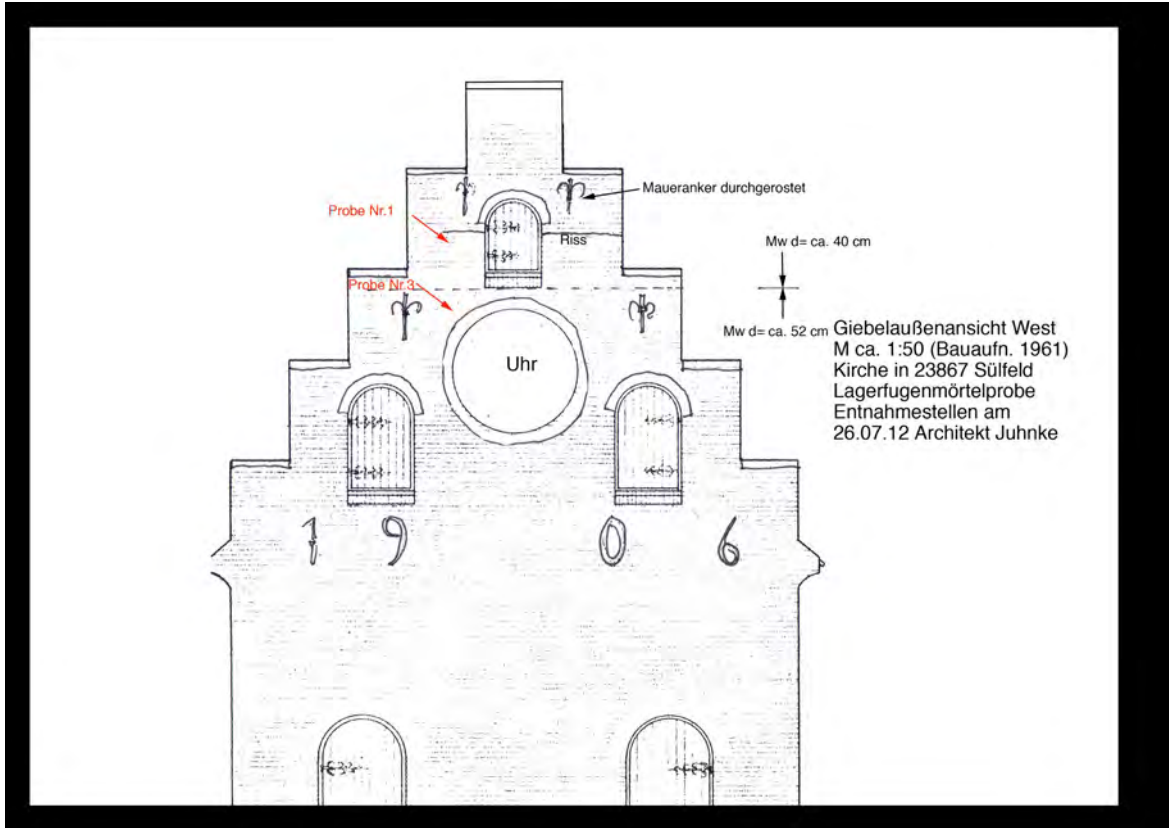 Maueranker durchgerostet
Probe Nr.1
Riss
Mw d= ca. 40 cm
Probe Nr.3
Mw d= ca. 52 cm
Giebelaußenansicht West
M ca. 1:50 (Bauaufn. 1961)
Kirche in 23867 Sülfeld
Lagerfugenmörtelprobe
Entnahmestellen am
26.07.12 Architekt Juhnke
Uhr
1 9 0 6